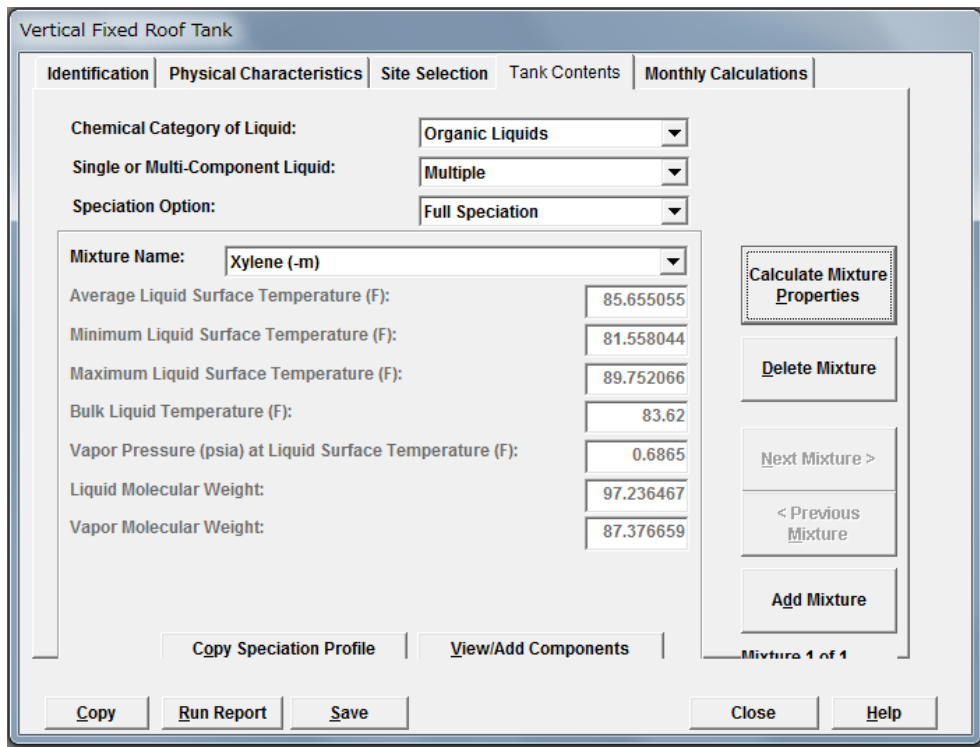 Vertical Fixed Roof Tank
Identification Physical Characteristics Site Selection Tank Contents Monthly Calculations
Chemical Category of Liquid: Organic Liquids
Single or Multi-Component Liquid: Multiple
Speciation Option: Full Speciation
Mixture Name: Xylene (-m)
Average Liquid Surface Temperature (F): 85.655055
Minimum Liquid Surface Temperature (F): 81.558044
Maximum Liquid Surface Temperature (F): 89.752066
Bulk Liquid Temperature (F): 83.62
Vapor Pressure (psia) at Liquid Surface Temperature (F): 0.6865
Liquid Molecular Weight: 97.236467
Vapor Molecular Weight: 87.376659
Calculate Mixture
Properties
Delete Mixture
Next Mixture >
< Previous
Mixture
Add Mixture
Mixture 1 of 1
Copy Speciation Profile View/Add Components
Copy Run Report Save Close Help